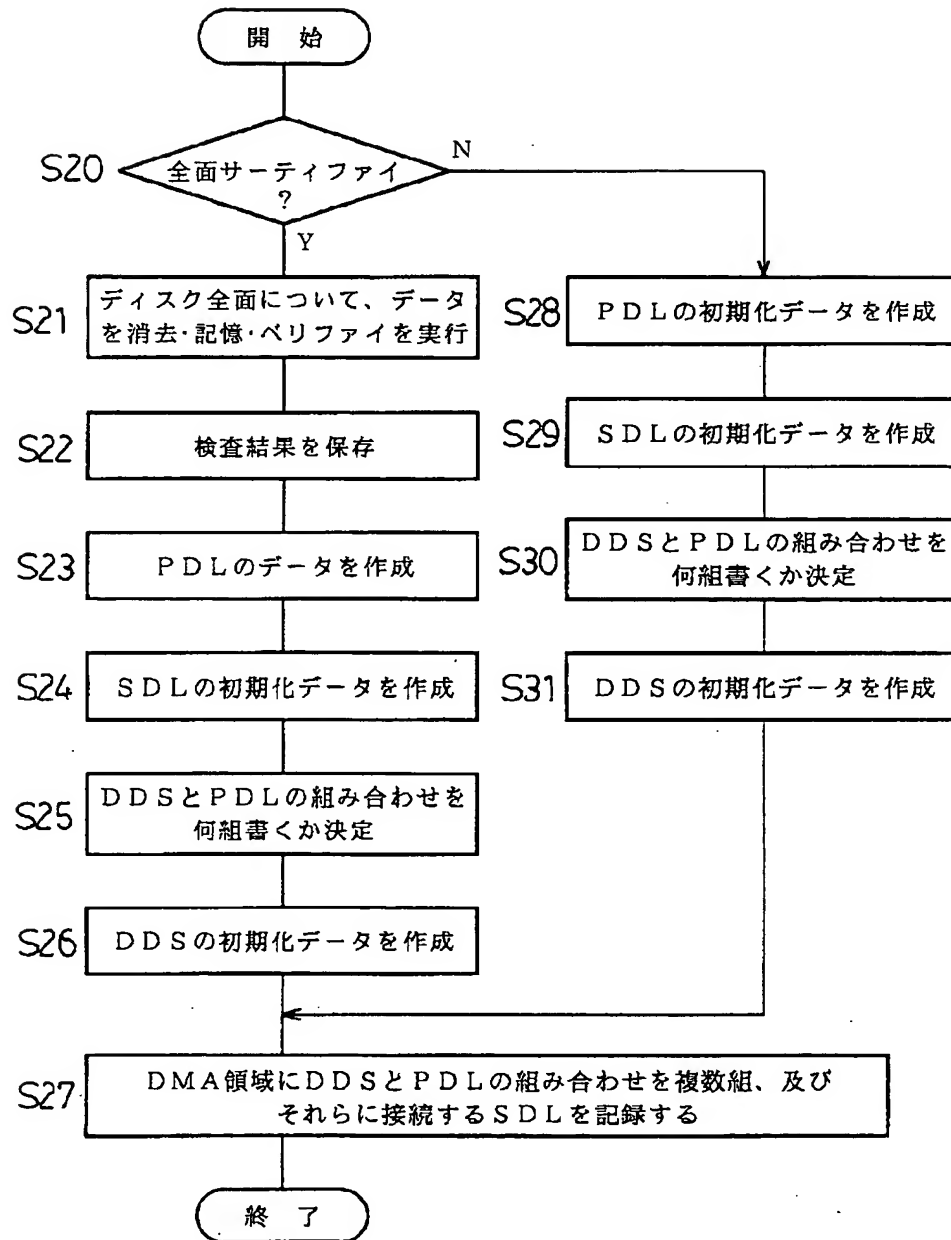 開 始
S20
全面サーティファイ
?
N
Y
S21
ディスク全面について、データ
を消去・記憶・ベリファイを実行
S22
検査結果を保存
S23
PDLのデータを作成
S24
SDLの初期化データを作成
S25
DDSとPDLの組み合わせを
何組書くか決定
S26
DDSの初期化データを作成
S28
PDLの初期化データを作成
S29
SDLの初期化データを作成
S30
DDSとPDLの組み合わせを
何組書くか決定
S31
DDSの初期化データを作成
S27
DMA領域にDDSとPDLの組み合わせを複数組、及び
それらに接続するSDLを記録する
終 了